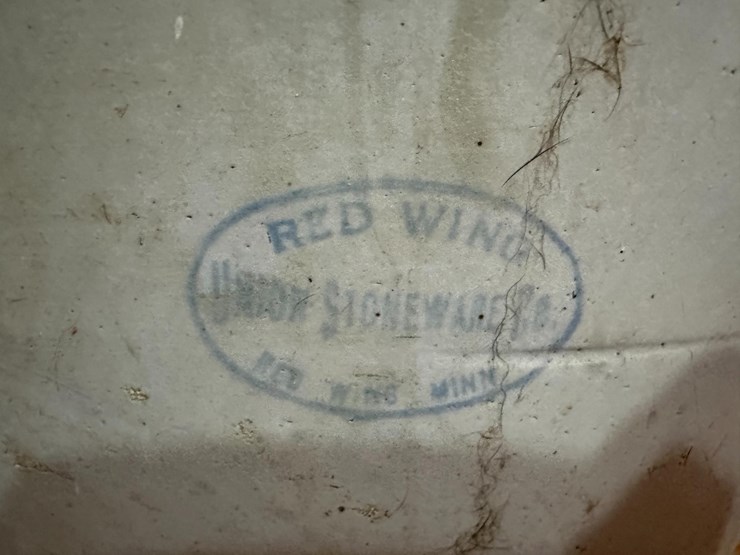 RED WING
UNION STONEWARE CO.
RED WING MINN